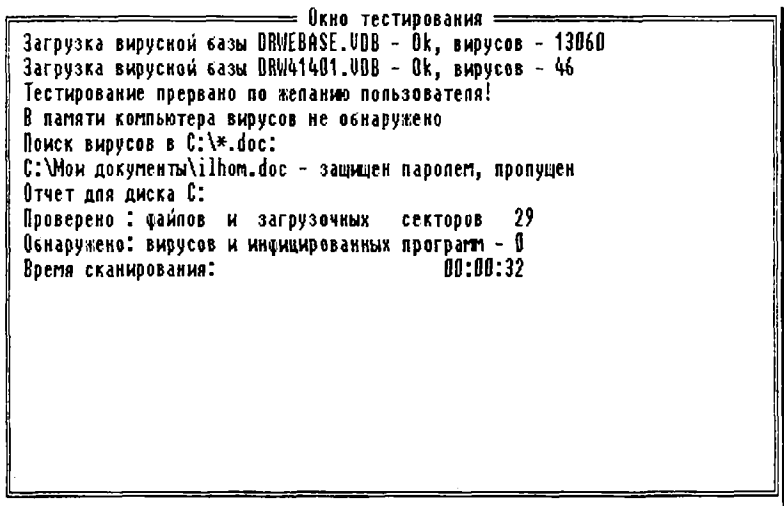 Окно тестирования
Загрузка вирусной базы DRWEBASE.VDB - Ok, вирусов - 13060
Загрузка вирусной базы DRW41401.VDB - Ok, вирусов - 46
Тестирование прервано по желанию пользователя!
В памяти компьютера вирусов не обнаружено
Поиск вирусов в C:\*.doc:
C:\Мои документы\ilhom.doc - защищен паролем, пропущен
Отчет для диска C:
Проверено : файлов и загрузочных секторов 29
Обнаружено: вирусов и инфицированных программ - 0
Время сканирования: 00:00:32